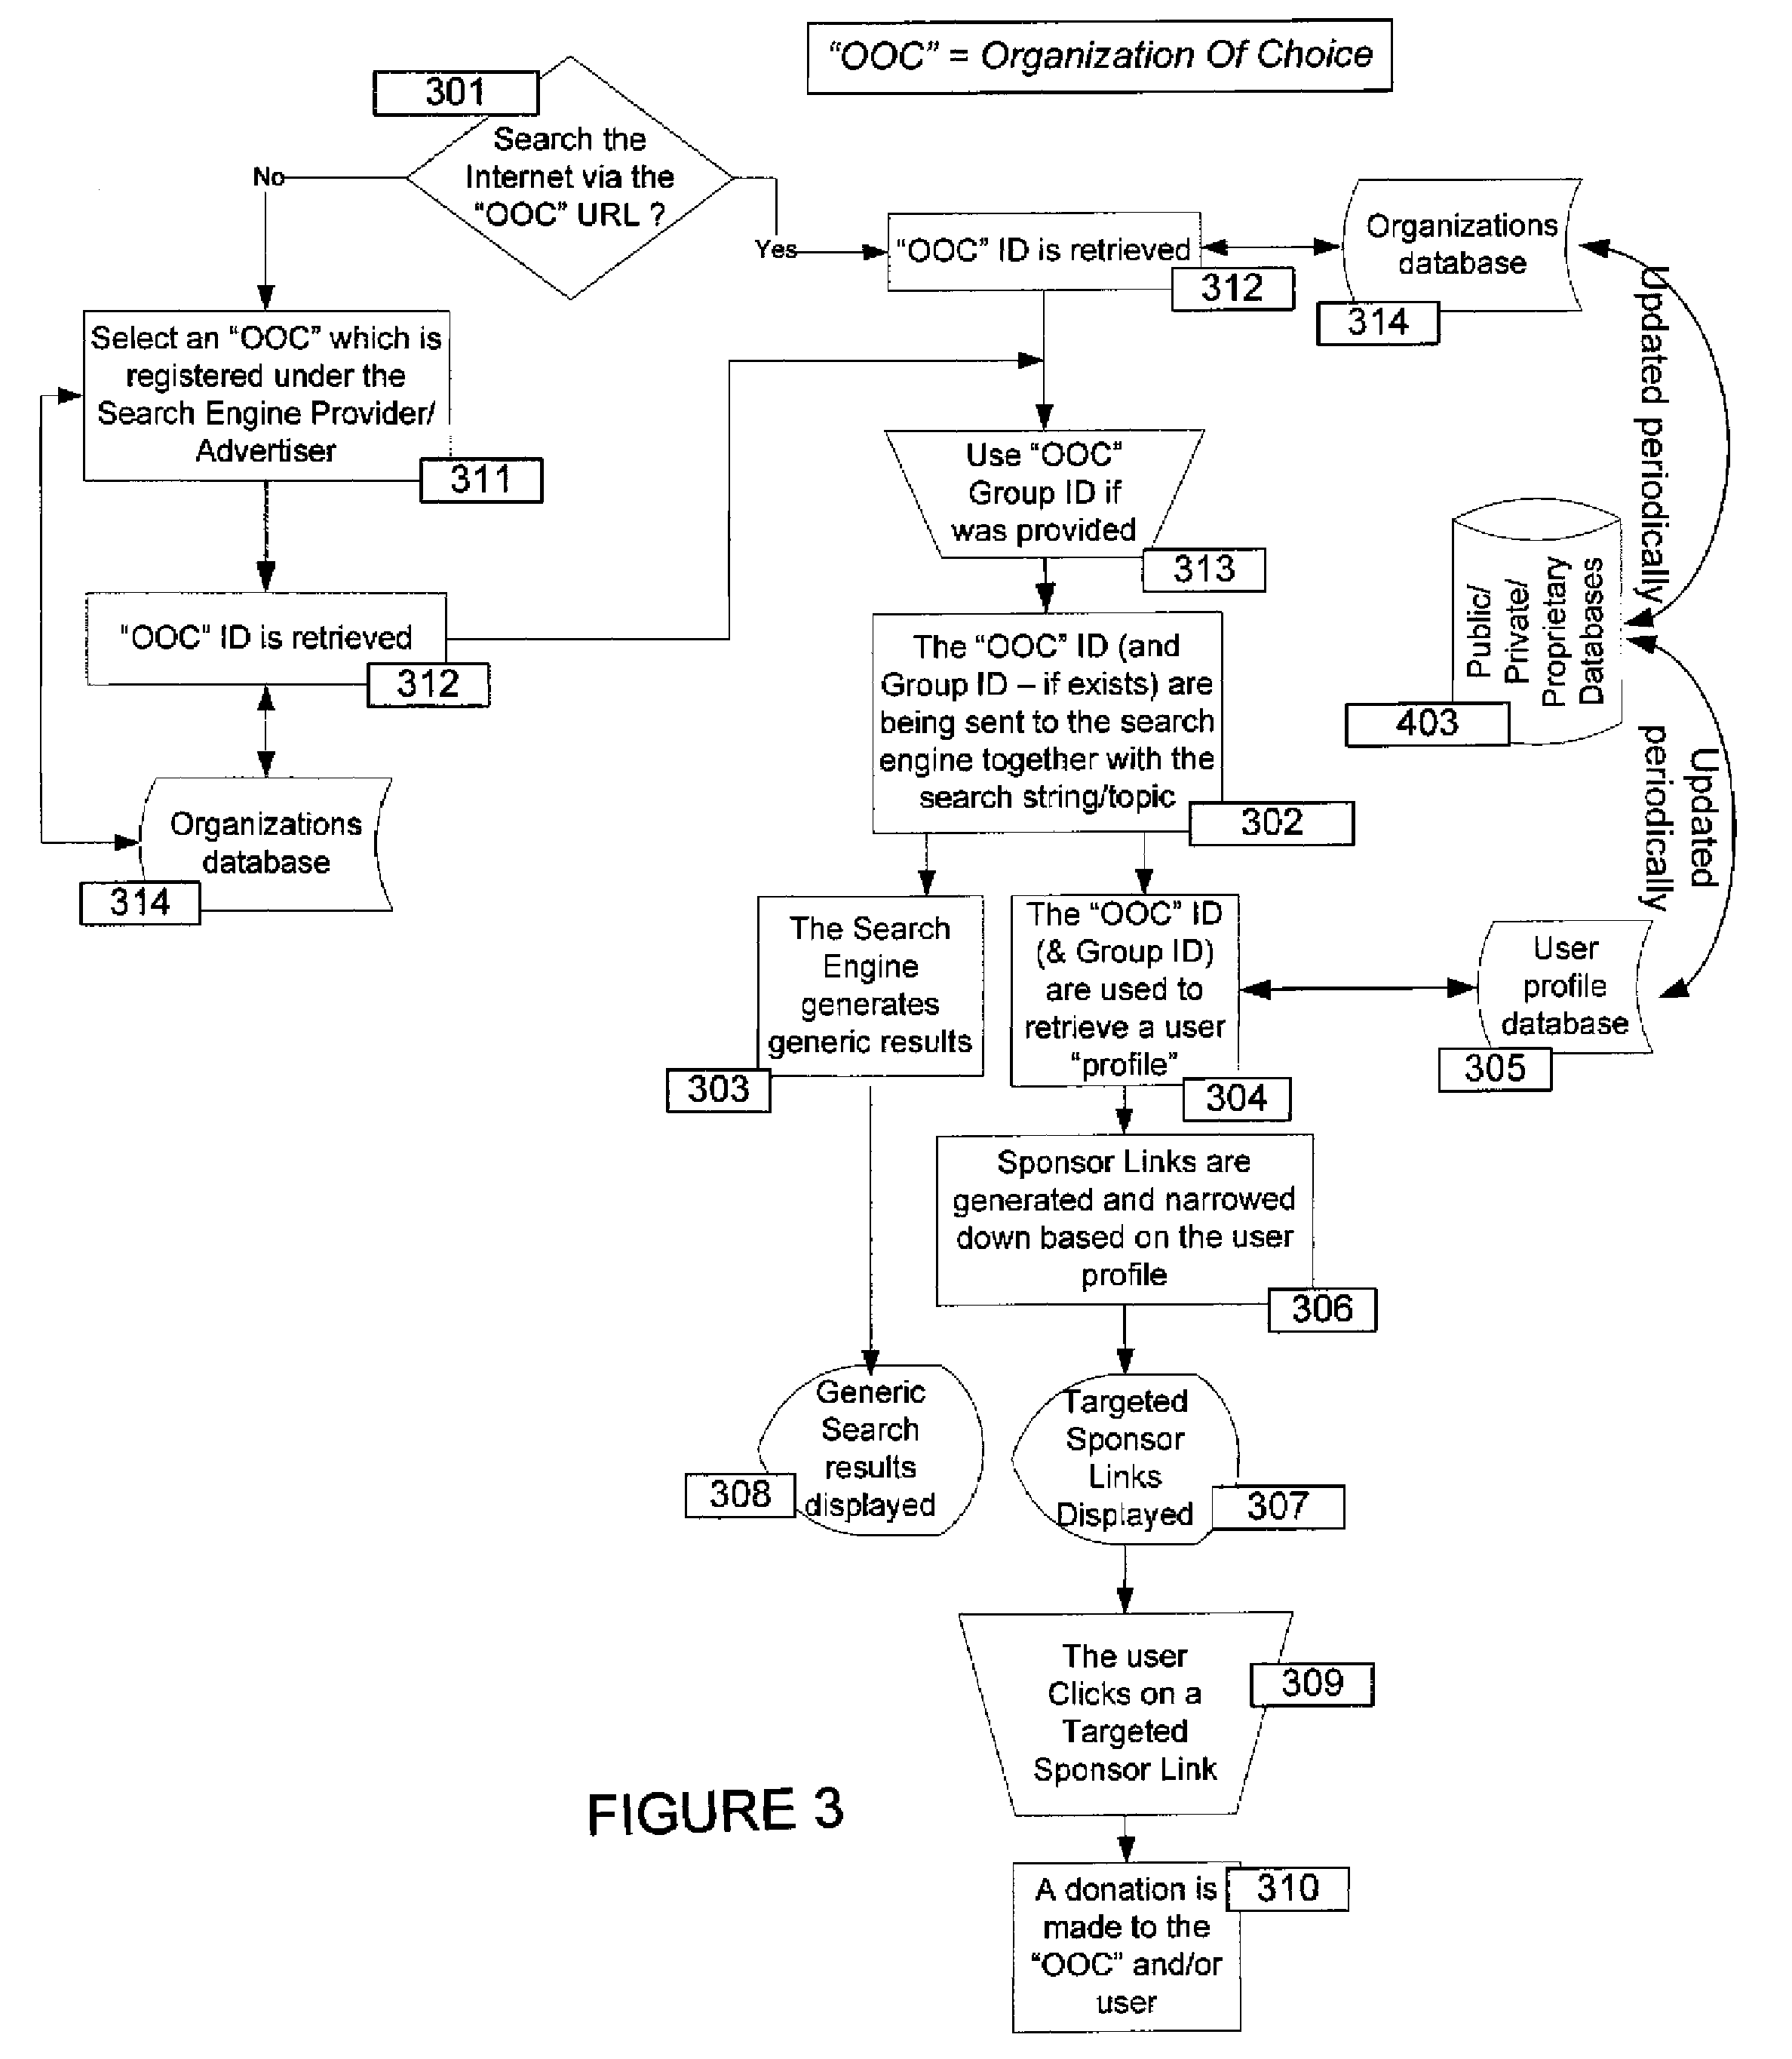 “OOC” = Organization Of Choice
301
Search the
Internet via the
“OOC” URL ?
No
Yes
“OOC” ID is retrieved
312
Organizations
database
314
Updated periodically
Select an “OOC” which is
registered under the
Search Engine Provider/
Advertiser
311
Use “OOC”
Group ID if
was provided
313
“OOC” ID is retrieved
312
Organizations
database
314
The “OOC” ID (and
Group ID – if exists) are
being sent to the search
engine together with the
search string/topic
302
Public/
Private/
Proprietary
Databases
403
Updated
periodically
The Search
Engine
generates
generic results
303
The “OOC” ID
(& Group ID)
are used to
retrieve a user
“profile”
304
User
profile
database
305
Sponsor Links are
generated and narrowed
down based on the user
profile
306
Generic
Search
results
displayed
308
Targeted
Sponsor
Links
Displayed
307
The user
Clicks on a
Targeted
Sponsor Link
309
FIGURE 3
A donation is
made to the
“OOC” and/or
user
310